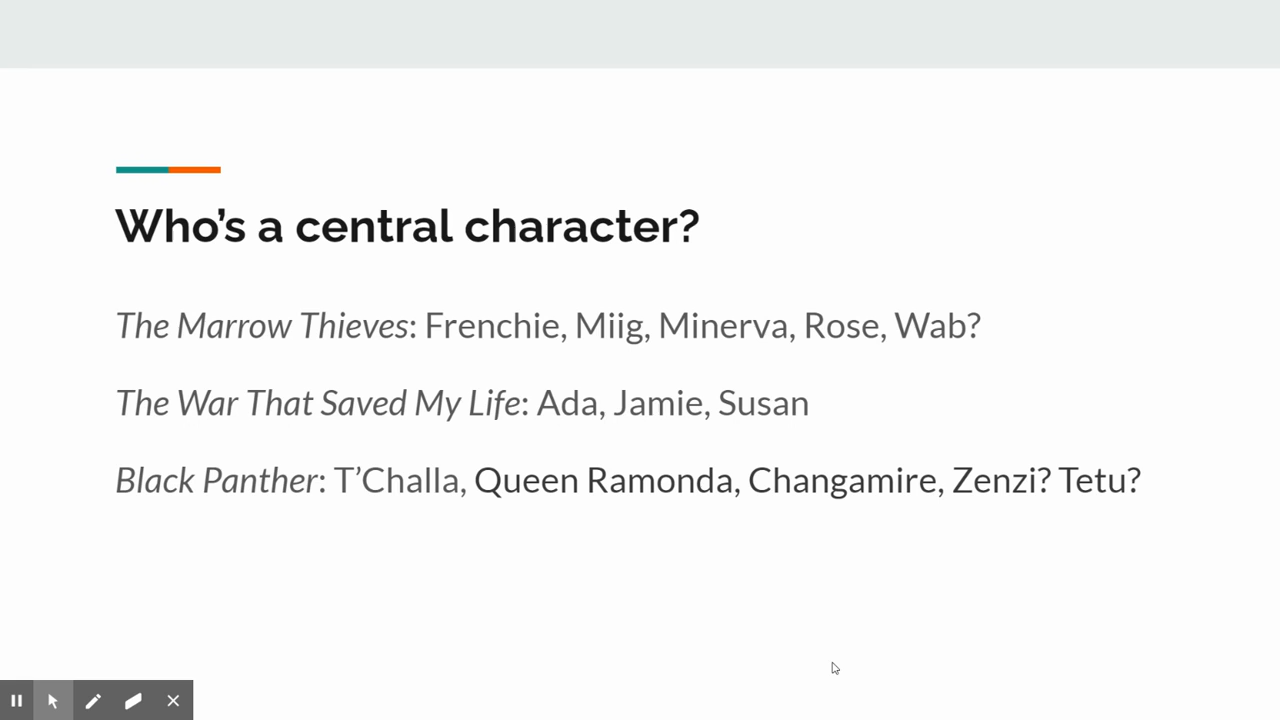 Who’s a central character?
The Marrow Thieves: Frenchie, Miig, Minerva, Rose, Wab?
The War That Saved My Life: Ada, Jamie, Susan
Black Panther: T’Challa, Queen Ramonda, Changamire, Zenzi? Tetu?